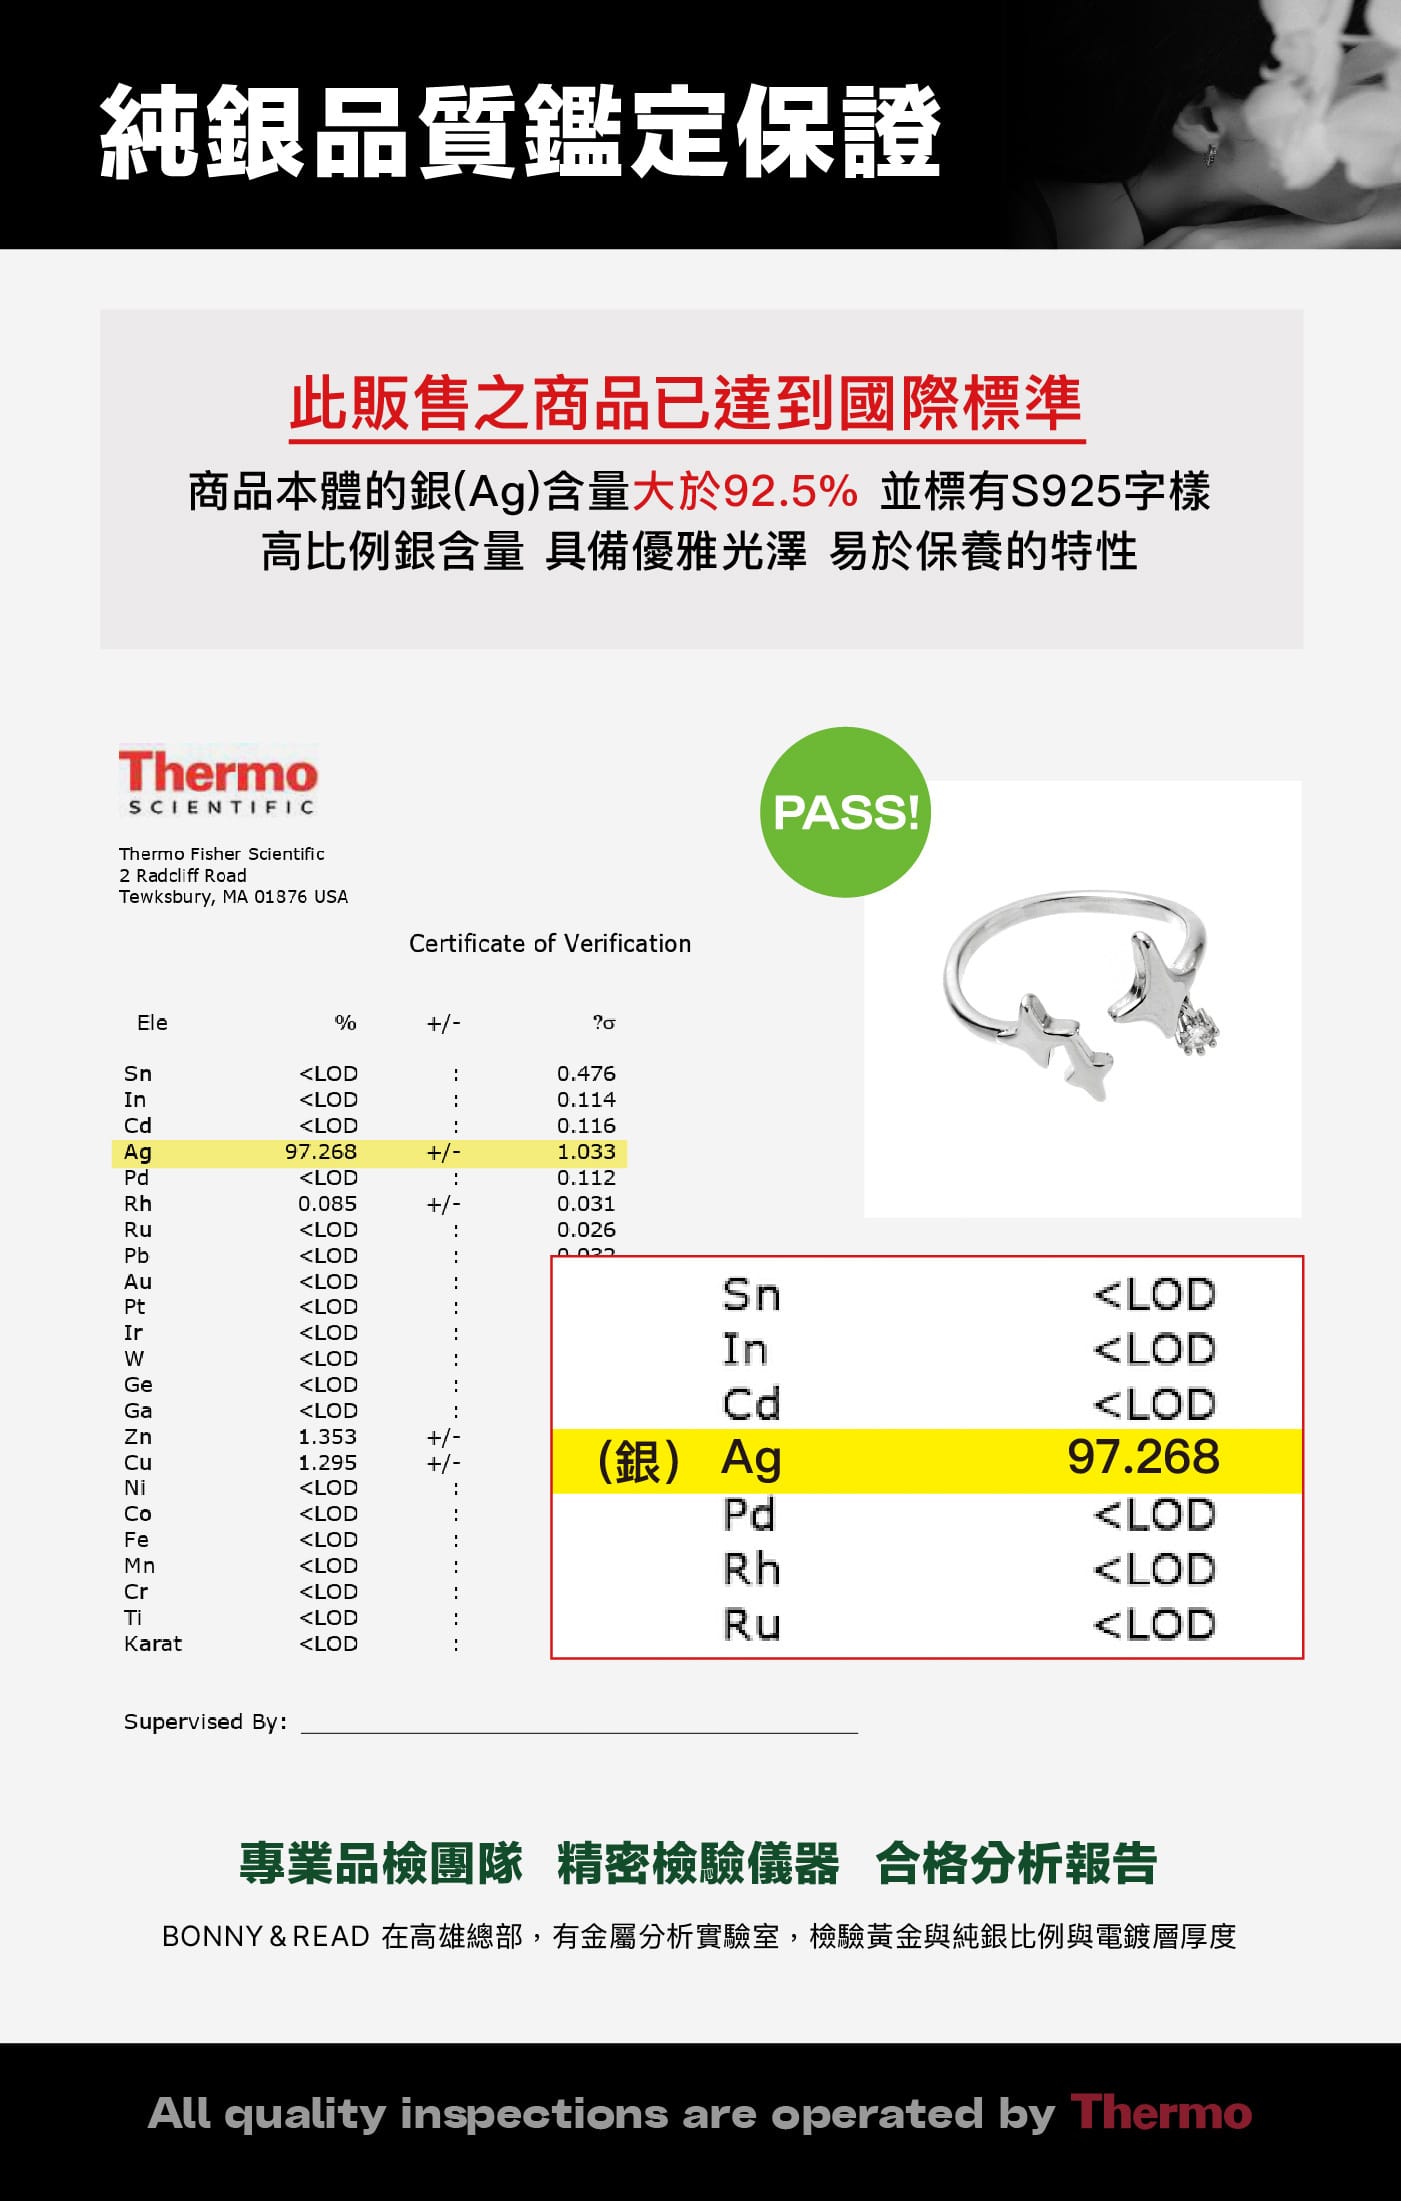 純銀品質鑑定保證
此販售之商品已達到國際標準
商品本體的銀(Ag)含量大於92.5% 並標有S925字樣
高比例銀含量 具備優雅光澤 易於保養的特性
Thermo
SCIENTIFIC
Thermo Fisher Scientific
2 Radcliff Road
Tewksbury, MA 01876 USA
PASS!
Certificate of Verification
Ele % +/- ?σ
Sn <LOD : 0.476
In <LOD : 0.114
Cd <LOD : 0.116
Ag 97.268 +/- 1.033
Pd <LOD : 0.112
Rh 0.085 +/- 0.031
Ru <LOD : 0.026
Pb <LOD :
Au <LOD :
Pt <LOD :
Ir <LOD :
W <LOD :
Ge <LOD :
Ga <LOD :
Zn 1.353 +/-
Cu 1.295 +/-
Ni <LOD :
Co <LOD :
Fe <LOD :
Mn <LOD :
Cr <LOD :
Ti <LOD :
Karat <LOD :
Sn <LOD
In <LOD
Cd <LOD
(銀) Ag 97.268
Pd <LOD
Rh <LOD
Ru <LOD
Supervised By:
專業品檢團隊 精密檢驗儀器 合格分析報告
BONNY & READ 在高雄總部，有金屬分析實驗室，檢驗黃金與純銀比例與電鍍層厚度
All quality inspections are operated by Thermo